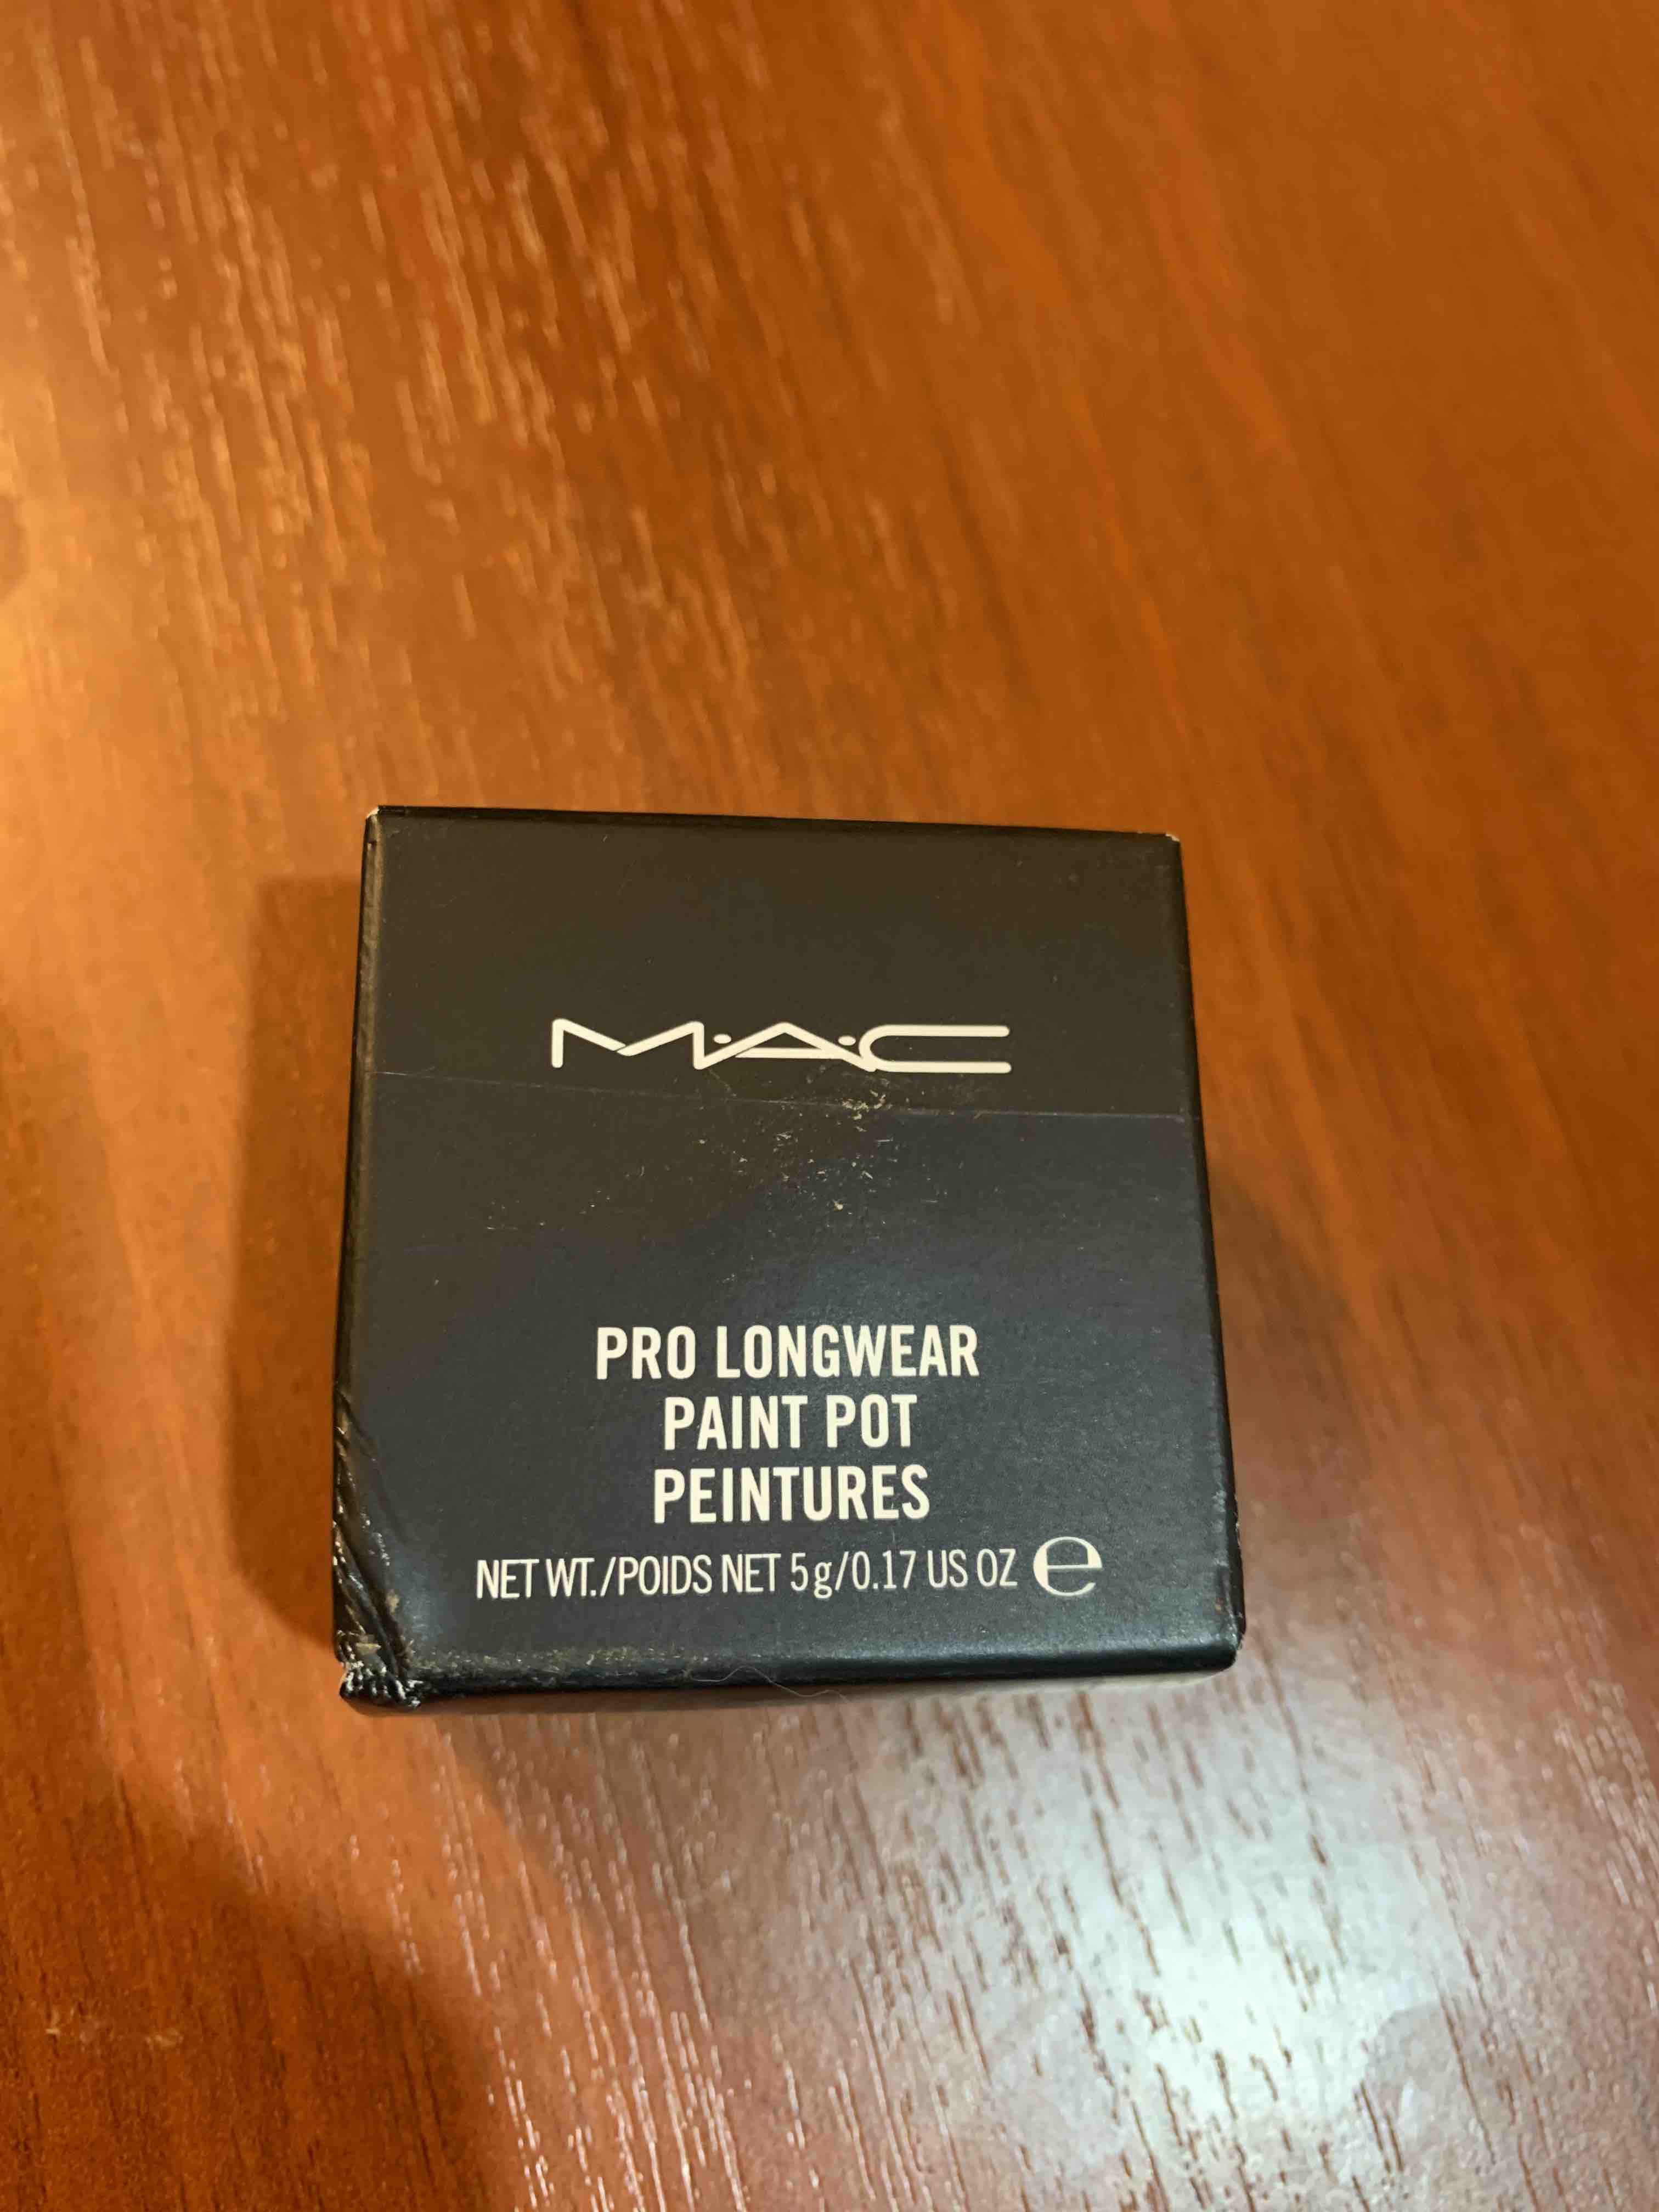 M·A·C
PRO LONGWEAR
PAINT POT
PEINTURES
NET WT./POIDS NET 5 g/0.17 US OZ ℮